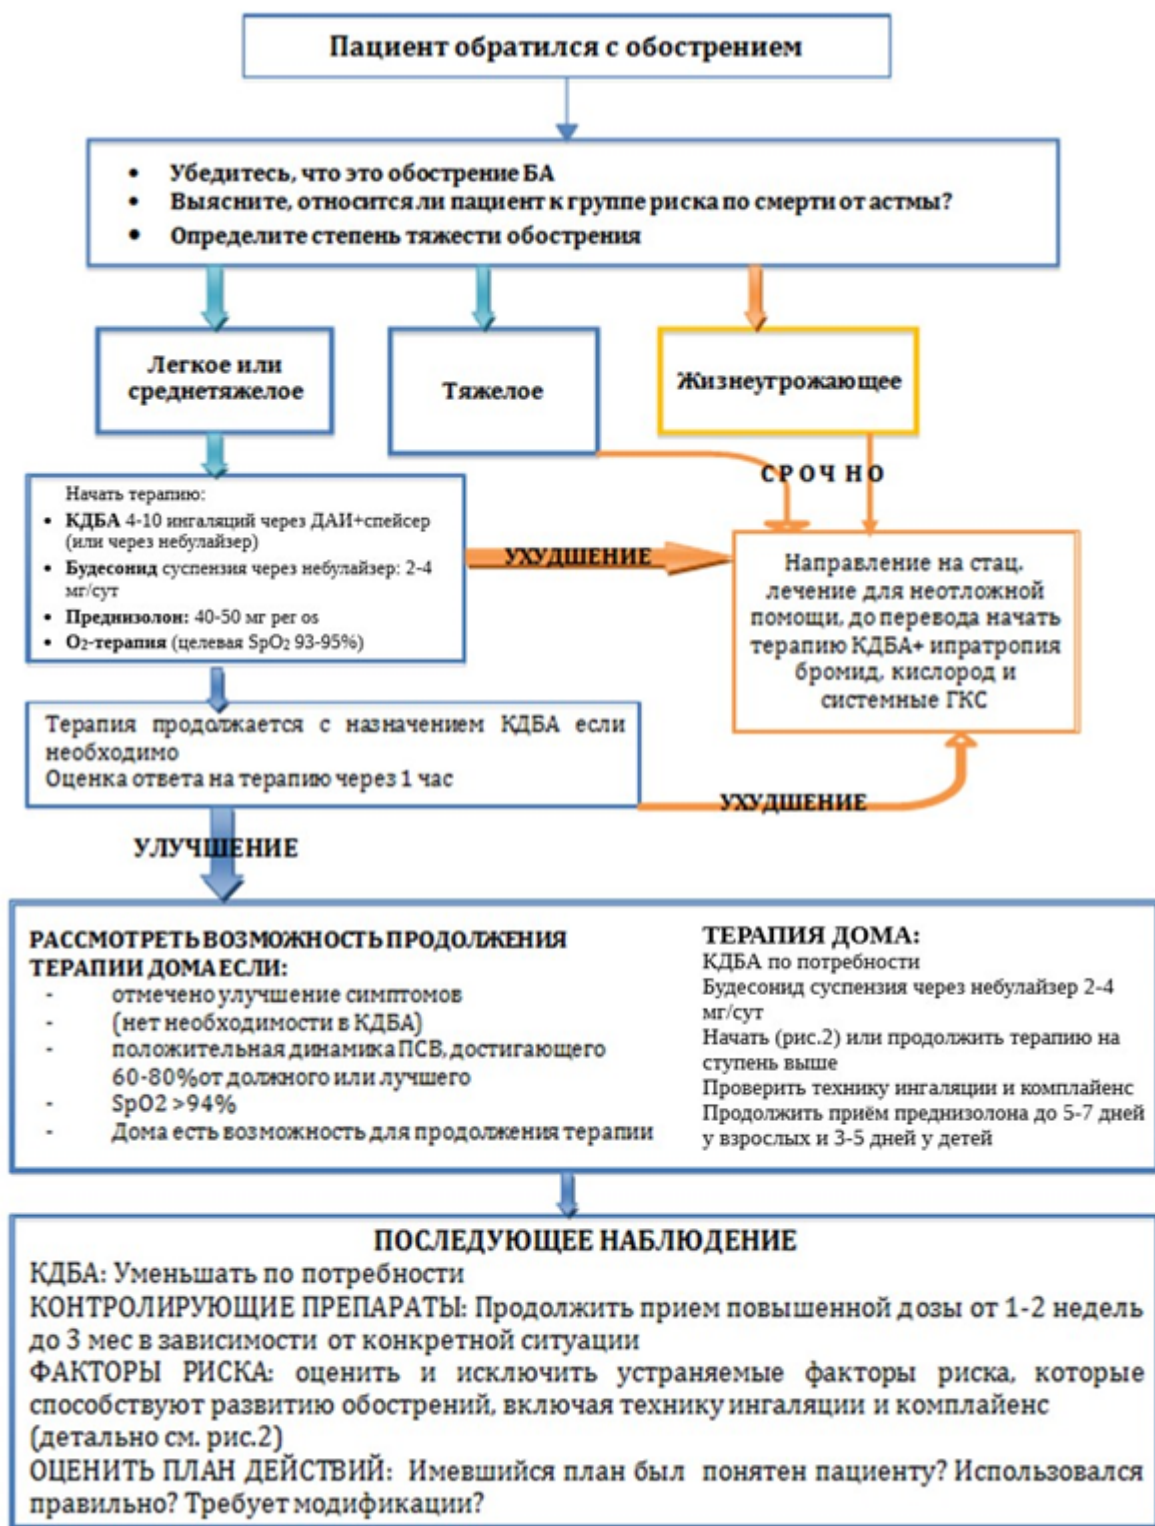 Пациент обратился с обострением
• Убедитесь, что это обострение БА
• Выясните, относится ли пациент к группе риска по смерти от астмы?
• Определите степень тяжести обострения
Легкое или
среднетяжелое
Тяжелое
Жизнеугрожающее
СРОЧНО
Начать терапию:
• КДБА 4-10 ингаляций через ДАИ+спейсер
(или через небулайзер)
• Будесонид суспензия через небулайзер: 2-4
мг/сут
• Преднизолон: 40-50 мг per os
• О2-терапия (целевая SpO2 93-95%)
УХУДШЕНИЕ
Направление на стац.
лечение для неотложной
помощи, до перевода начать
терапию КДБА+ ипратропия
бромид, кислород и
системные ГКС
Терапия продолжается с назначением КДБА если
необходимо
Оценка ответа на терапию через 1 час
УХУДШЕНИЕ
УЛУЧШЕНИЕ
РАССМОТРЕТЬ ВОЗМОЖНОСТЬ ПРОДОЛЖЕНИЯ
ТЕРАПИИ ДОМА ЕСЛИ:
- отмечено улучшение симптомов
- (нет необходимости в КДБА)
- положительная динамика ПСВ, достигающего
60-80% от должного или лучшего
- SpO2 >94%
- Дома есть возможность для продолжения терапии
ТЕРАПИЯ ДОМА:
КДБА по потребности
Будесонид суспензия через небулайзер 2-4
мг/сут
Начать (рис.2) или продолжить терапию на
ступень выше
Проверить технику ингаляции и комплайенс
Продолжить приём преднизолона до 5-7 дней
у взрослых и 3-5 дней у детей
ПОСЛЕДУЮЩЕЕ НАБЛЮДЕНИЕ
КДБА: Уменьшать по потребности
КОНТРОЛИРУЮЩИЕ ПРЕПАРАТЫ: Продолжить прием повышенной дозы от 1-2 недель
до 3 мес в зависимости от конкретной ситуации
ФАКТОРЫ РИСКА: оценить и исключить устраняемые факторы риска, которые
способствуют развитию обострений, включая технику ингаляции и комплайенс
(детально см. рис.2)
ОЦЕНИТЬ ПЛАН ДЕЙСТВИЙ: Имевшийся план был понятен пациенту? Использовался
правильно? Требует модификации?